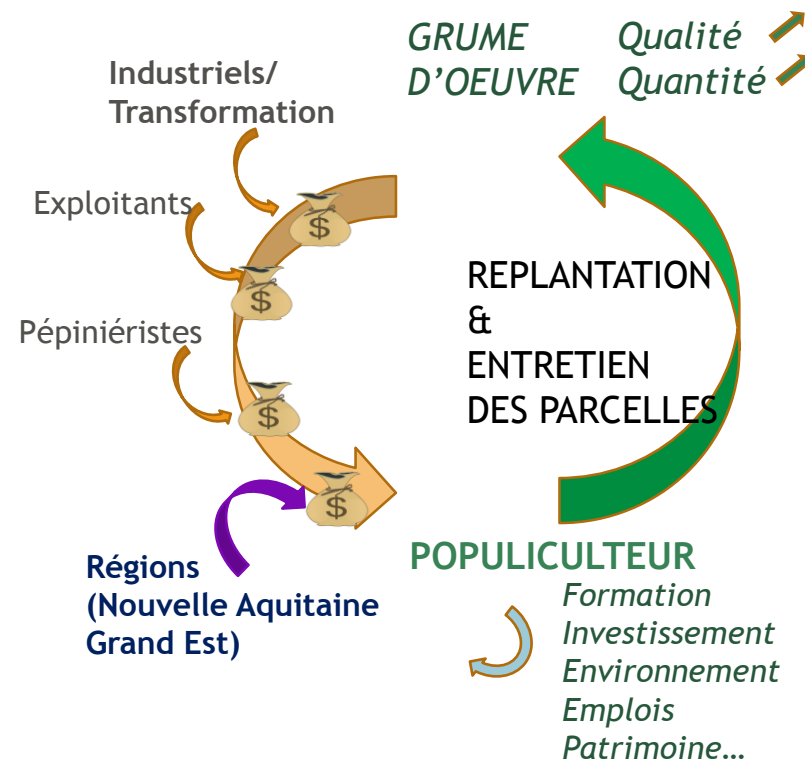 GRUME
D'OEUVRE
Qualité
Quantité
Industriels/
Transformation
Exploitants
Pépiniéristes
$
$
$
$
REPLANTATION
&
ENTRETIEN
DES PARCELLES
Régions
(Nouvelle Aquitaine
Grand Est)
POPULICULTEUR
Formation
Investissement
Environnement
Emplois
Patrimoine…